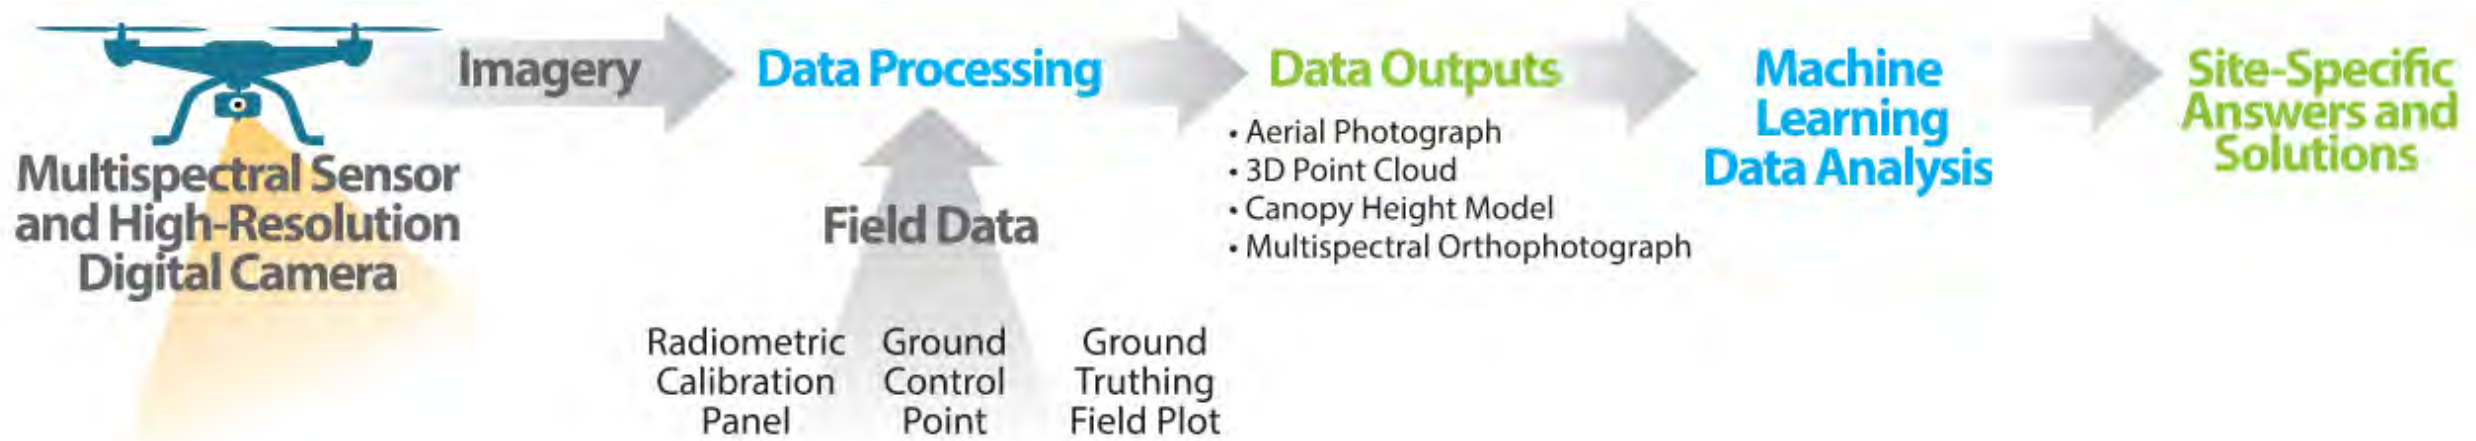 Imagery
Multispectral Sensor
and High-Resolution
Digital Camera
Data Processing
Field Data
Radiometric
Calibration
Panel
Ground
Control
Point
Ground
Truthing
Field Plot
Data Outputs
• Aerial Photograph
• 3D Point Cloud
• Canopy Height Model
• Multispectral Orthophotograph
Machine
Learning
Data Analysis
Site-Specific
Answers and
Solutions